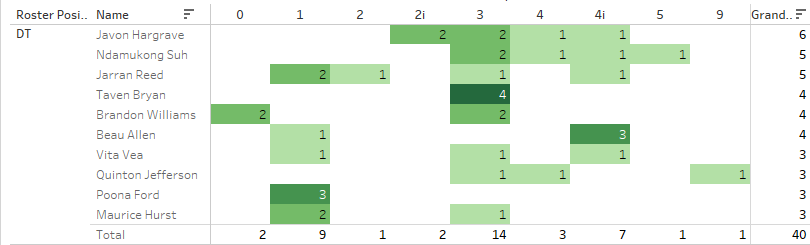 Roster Posi.. Name 0 1 2 2i 3 4 4i 5 9 Grand..
DT Javon Hargrave 2 2 1 1 6
Ndamukong Suh 2 1 1 1 5
Jarran Reed 2 1 1 1 5
Taven Bryan 4 4
Brandon Williams 2 2 4
Beau Allen 1 3 4
Vita Vea 1 1 1 3
Quinton Jefferson 1 1 1 3
Poona Ford 3 3
Maurice Hurst 2 1 3
Total 2 9 1 2 14 3 7 1 1 40